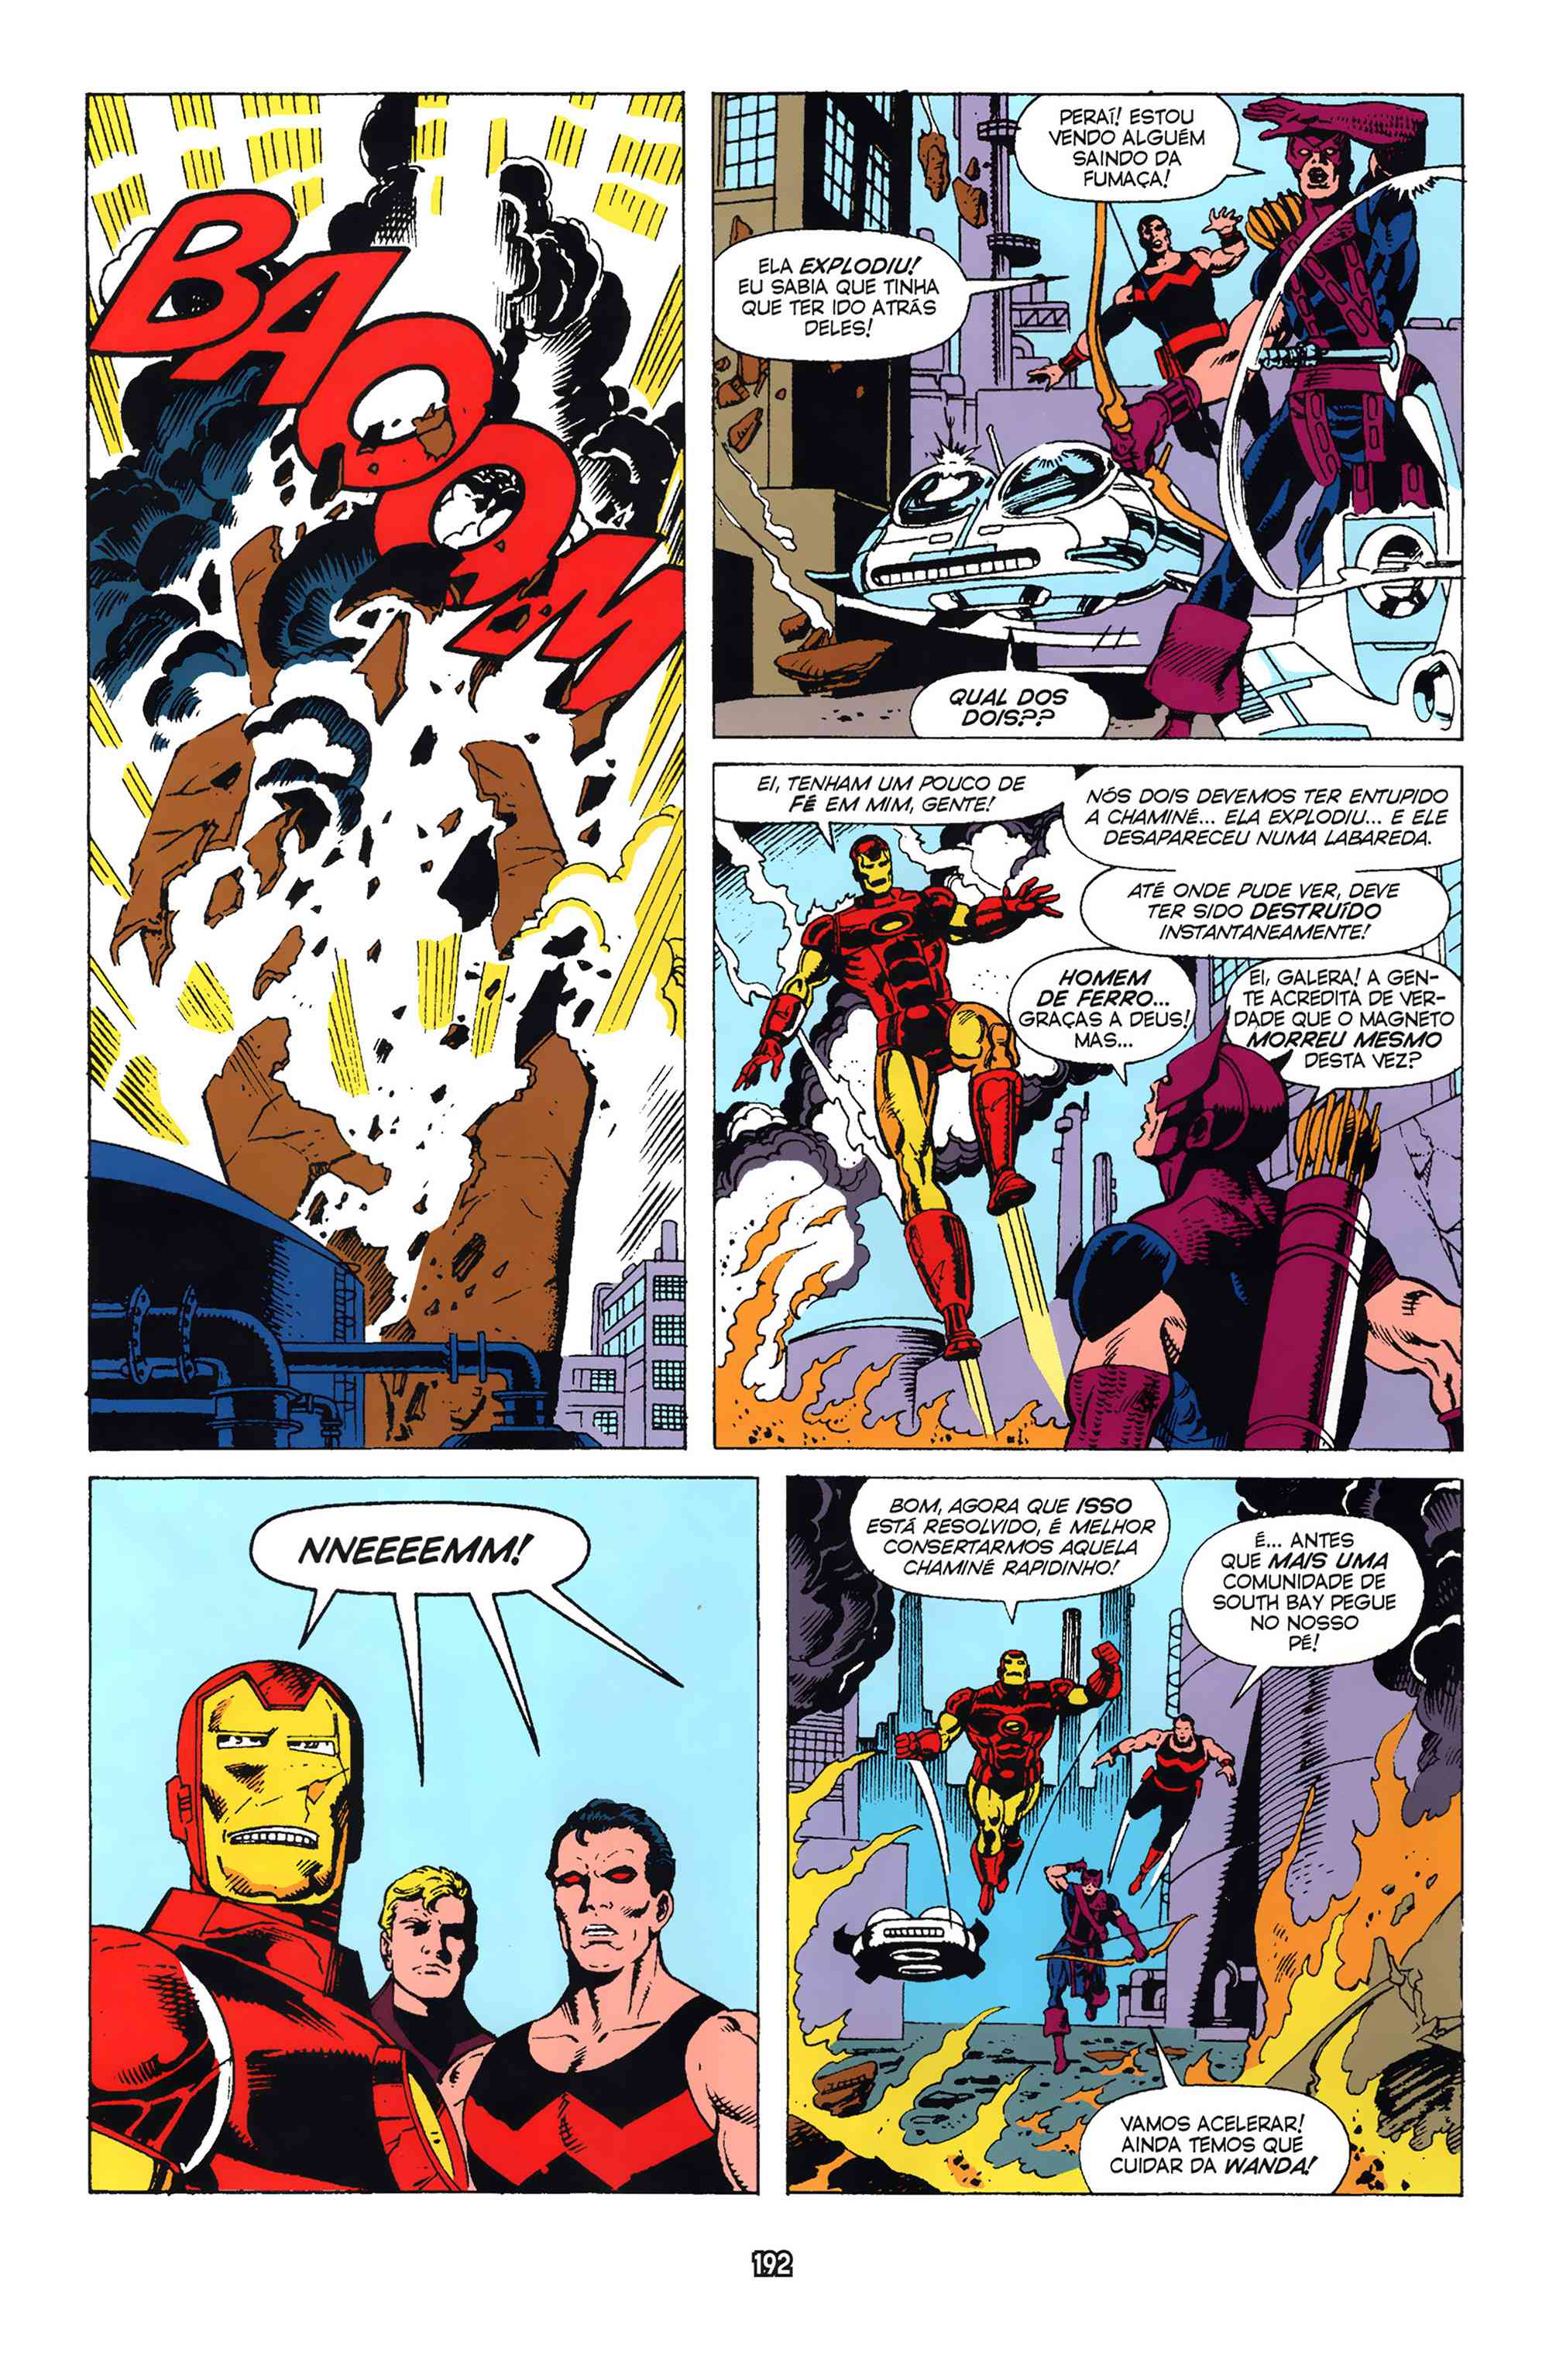 BAOOOM
PERAÍ! ESTOU
VENDO ALGUÉM
SAINDO DA
FUMAÇA!
ELA EXPLODIU!
EU SABIA QUE TINHA
QUE TER IDO ATRÁS
DELES!
QUAL DOS
DOIS??
EI, TENHAM UM POUCO DE
FÉ EM MIM, GENTE!
NÓS DOIS DEVEMOS TER ENTUPIDO
A CHAMINÉ... ELA EXPLODIU... E ELE
DESAPARECEU NUMA LABAREDA.
ATÉ ONDE PUDE VER, DEVE
TER SIDO DESTRUÍDO
INSTANTANEAMENTE!
HOMEM
DE FERRO...
GRAÇAS A DEUS!
MAS...
EI, GALERA! A GEN-
TE ACREDITA DE VER-
DADE QUE O MAGNETO
MORREU MESMO
DESTA VEZ?
NNEEEEMM!
BOM, AGORA QUE ISSO
ESTÁ RESOLVIDO, É MELHOR
CONSERTARMOS AQUELA
CHAMINÉ RAPIDINHO!
É... ANTES
QUE MAIS UMA
COMUNIDADE DE
SOUTH BAY PEGUE
NO NOSSO
PÉ!
VAMOS ACELERAR!
AINDA TEMOS QUE
CUIDAR DA WANDA!
192